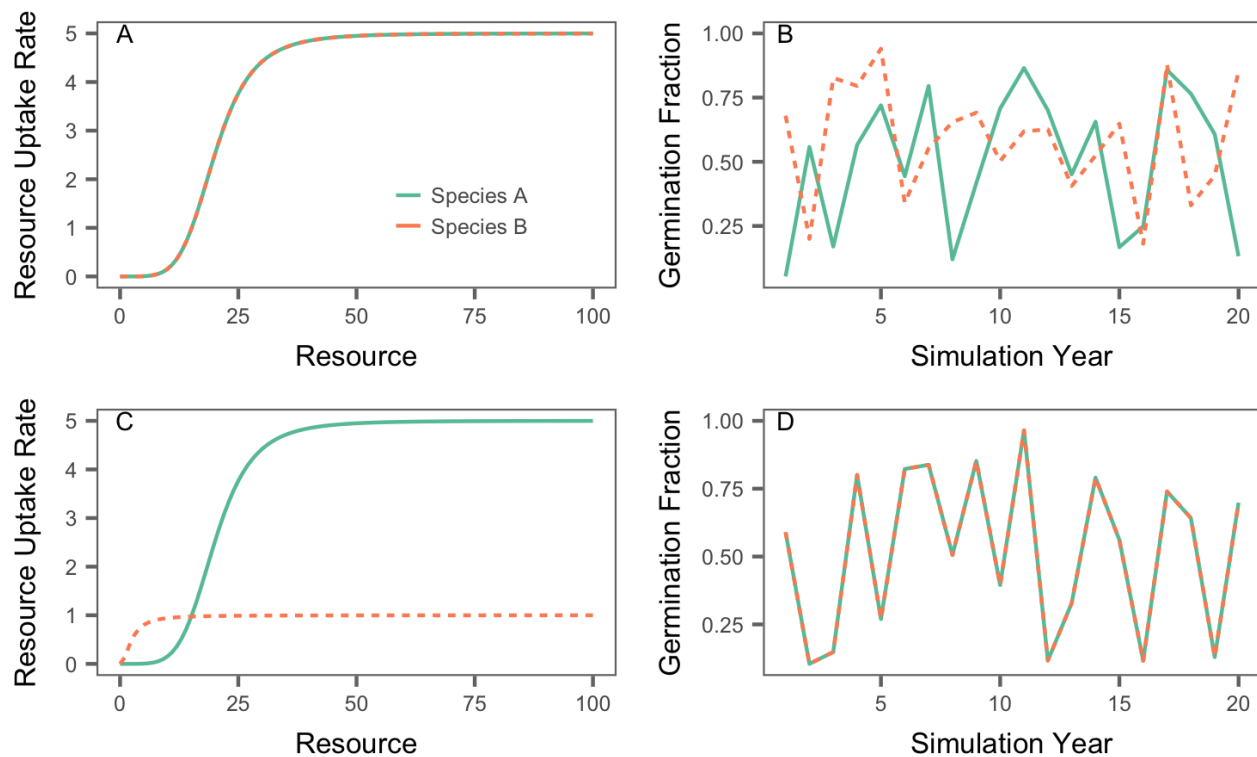 A
Resource Uptake Rate
5
4
3
2
1
0
Species A
Species B
0 25 50 75 100
Resource
B
Germination Fraction
1.00
0.75
0.50
0.25
5 10 15 20
Simulation Year
C
Resource Uptake Rate
5
4
3
2
1
0
0 25 50 75 100
Resource
D
Germination Fraction
1.00
0.75
0.50
0.25
5 10 15 20
Simulation Year